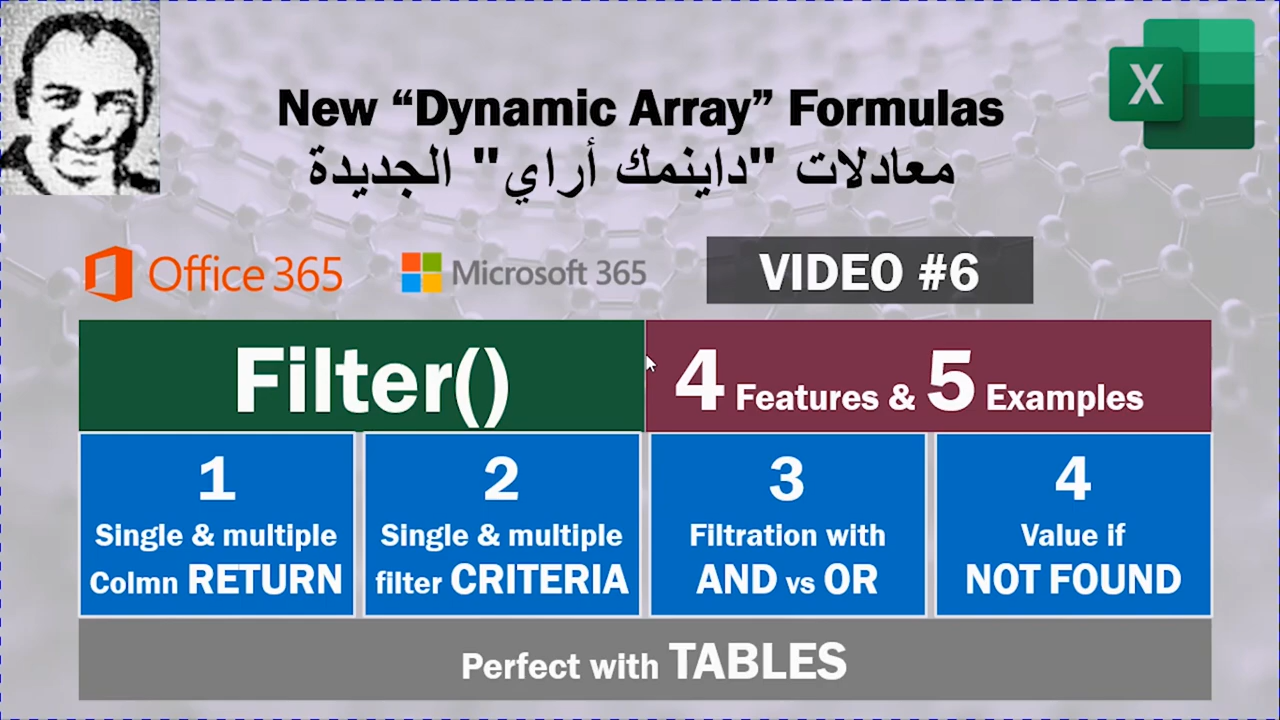 New “Dynamic Array” Formulas
معادلات "داينمك أراي" الجديدة
X
Office 365
Microsoft 365
VIDEO #6
Filter()
4 Features & 5 Examples
1
Single & multiple
Colmn RETURN
2
Single & multiple
filter CRITERIA
3
Filtration with
AND vs OR
4
Value if
NOT FOUND
Perfect with TABLES